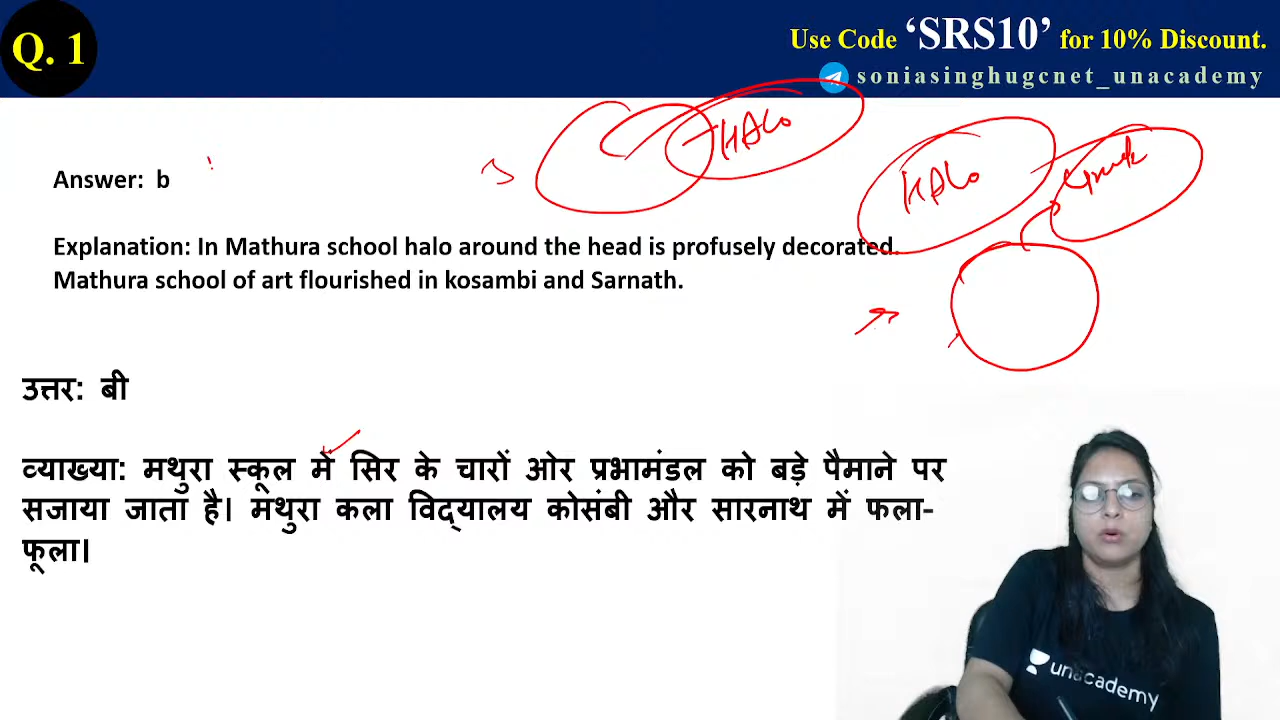 Q. 1
Use Code ‘SRS10’ for 10% Discount.
soniasinghugcnet_unacademy
HALo
HALo
Answer: b
Explanation: In Mathura school halo around the head is profusely decorated.
Mathura school of art flourished in kosambi and Sarnath.
उत्तर: बी
व्याख्या: मथुरा स्कूल में सिर के चारों ओर प्रभामंडल को बड़े पैमाने पर
सजाया जाता है। मथुरा कला विद्यालय कोसंबी और सारनाथ में फला-
फूला।
unacademy